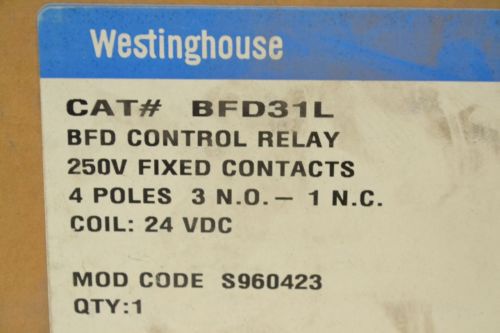 Westinghouse
CAT# BFD31L
BFD CONTROL RELAY
250V FIXED CONTACTS
4 POLES 3 N.O.— 1 N.C.
COIL: 24 VDC
MOD CODE S960423
QTY:1